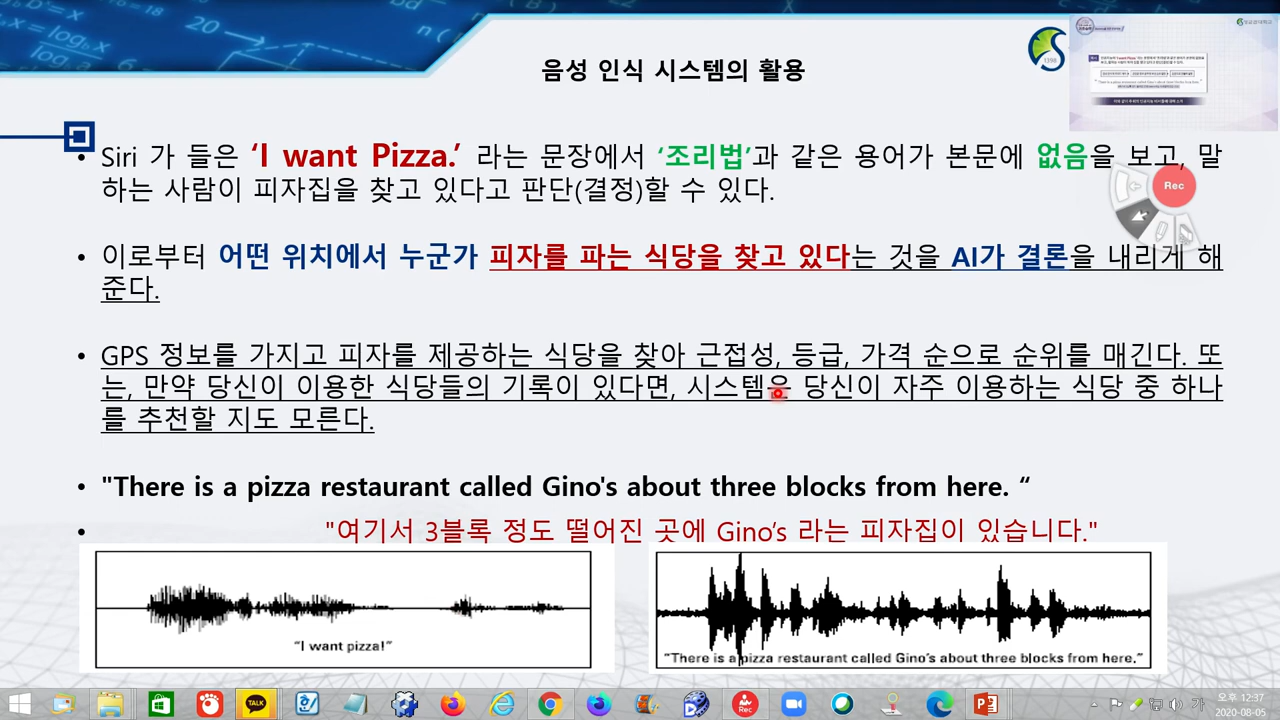 음성 인식 시스템의 활용
• Siri 가 들은 ‘I want Pizza.’ 라는 문장에서 ‘조리법’과 같은 용어가 본문에 없음을 보고, 말
하는 사람이 피자집을 찾고 있다고 판단(결정)할 수 있다.
• 이로부터 어떤 위치에서 누군가 피자를 파는 식당을 찾고 있다는 것을 AI가 결론을 내리게 해
준다.
• GPS 정보를 가지고 피자를 제공하는 식당을 찾아 근접성, 등급, 가격 순으로 순위를 매긴다. 또
는, 만약 당신이 이용한 식당들의 기록이 있다면, 시스템은 당신이 자주 이용하는 식당 중 하나
를 추천할 지도 모른다.
• "There is a pizza restaurant called Gino's about three blocks from here. “
• "여기서 3블록 정도 떨어진 곳에 Gino’s 라는 피자집이 있습니다."
“I want pizza!”
“There is a pizza restaurant called Gino’s about three blocks from here.”
Rec
1398
20
TALK
Rec
가
오후 12:37
2020-08-05